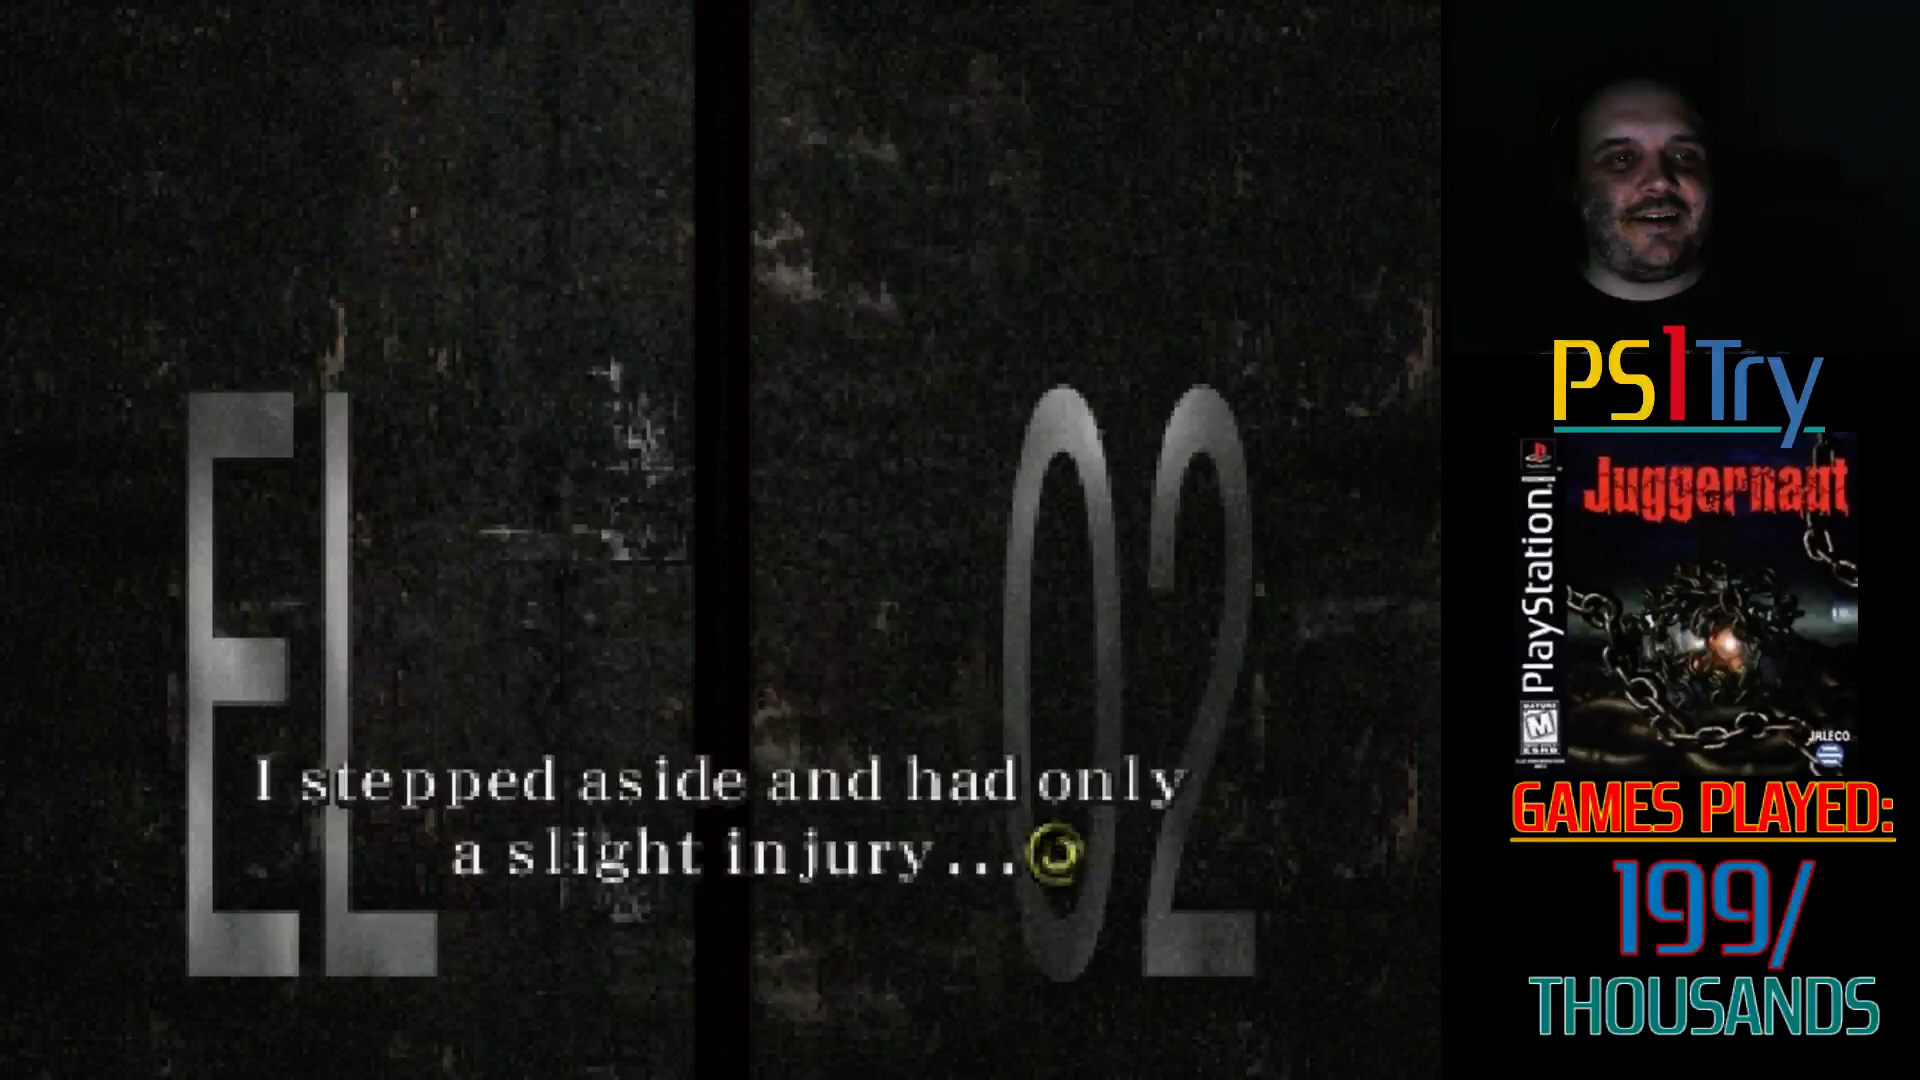 EL 02
I stepped aside and had only
a slight injury...
PS1Try
PlayStation
Juggernaut
M
JALECO
GAMES PLAYED:
199/
THOUSANDS